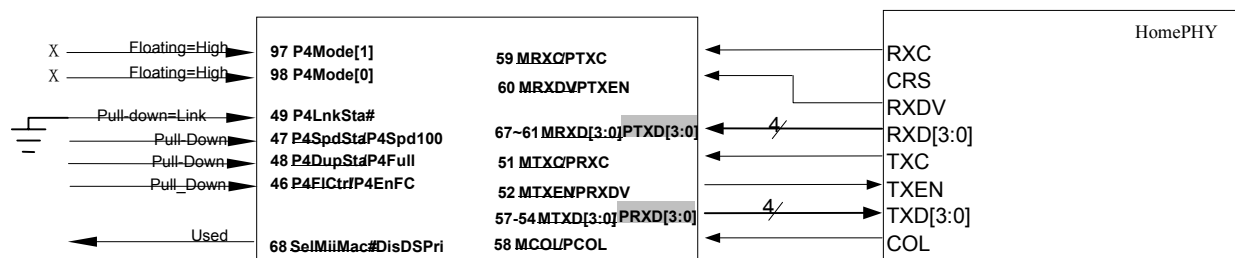 HomePHY
X Floating=High 97 P4Mode[1] 59 MRXC/PTXC RXC
X Floating=High 98 P4Mode[0] 60 MRXDV/PTXEN CRS
Pull-down=Link 49 P4LnkSta# RXDV
Pull-Down 47 P4SpdSta/P4Spd100 67~61 MRXD[3:0]/PTXD[3:0] 4 RXD[3:0]
Pull-Down 48 P4DupSta/P4Full 51 MTXC/PRXC TXC
Pull_Down 46 P4FlCtrl/P4EnFC 52 MTXEN/PRXDV TXEN
57-54 MTXD[3:0]/PRXD[3:0] 4 TXD[3:0]
Used 68 SelMiiMac#/DisDSPri 58 MCOL/PCOL COL